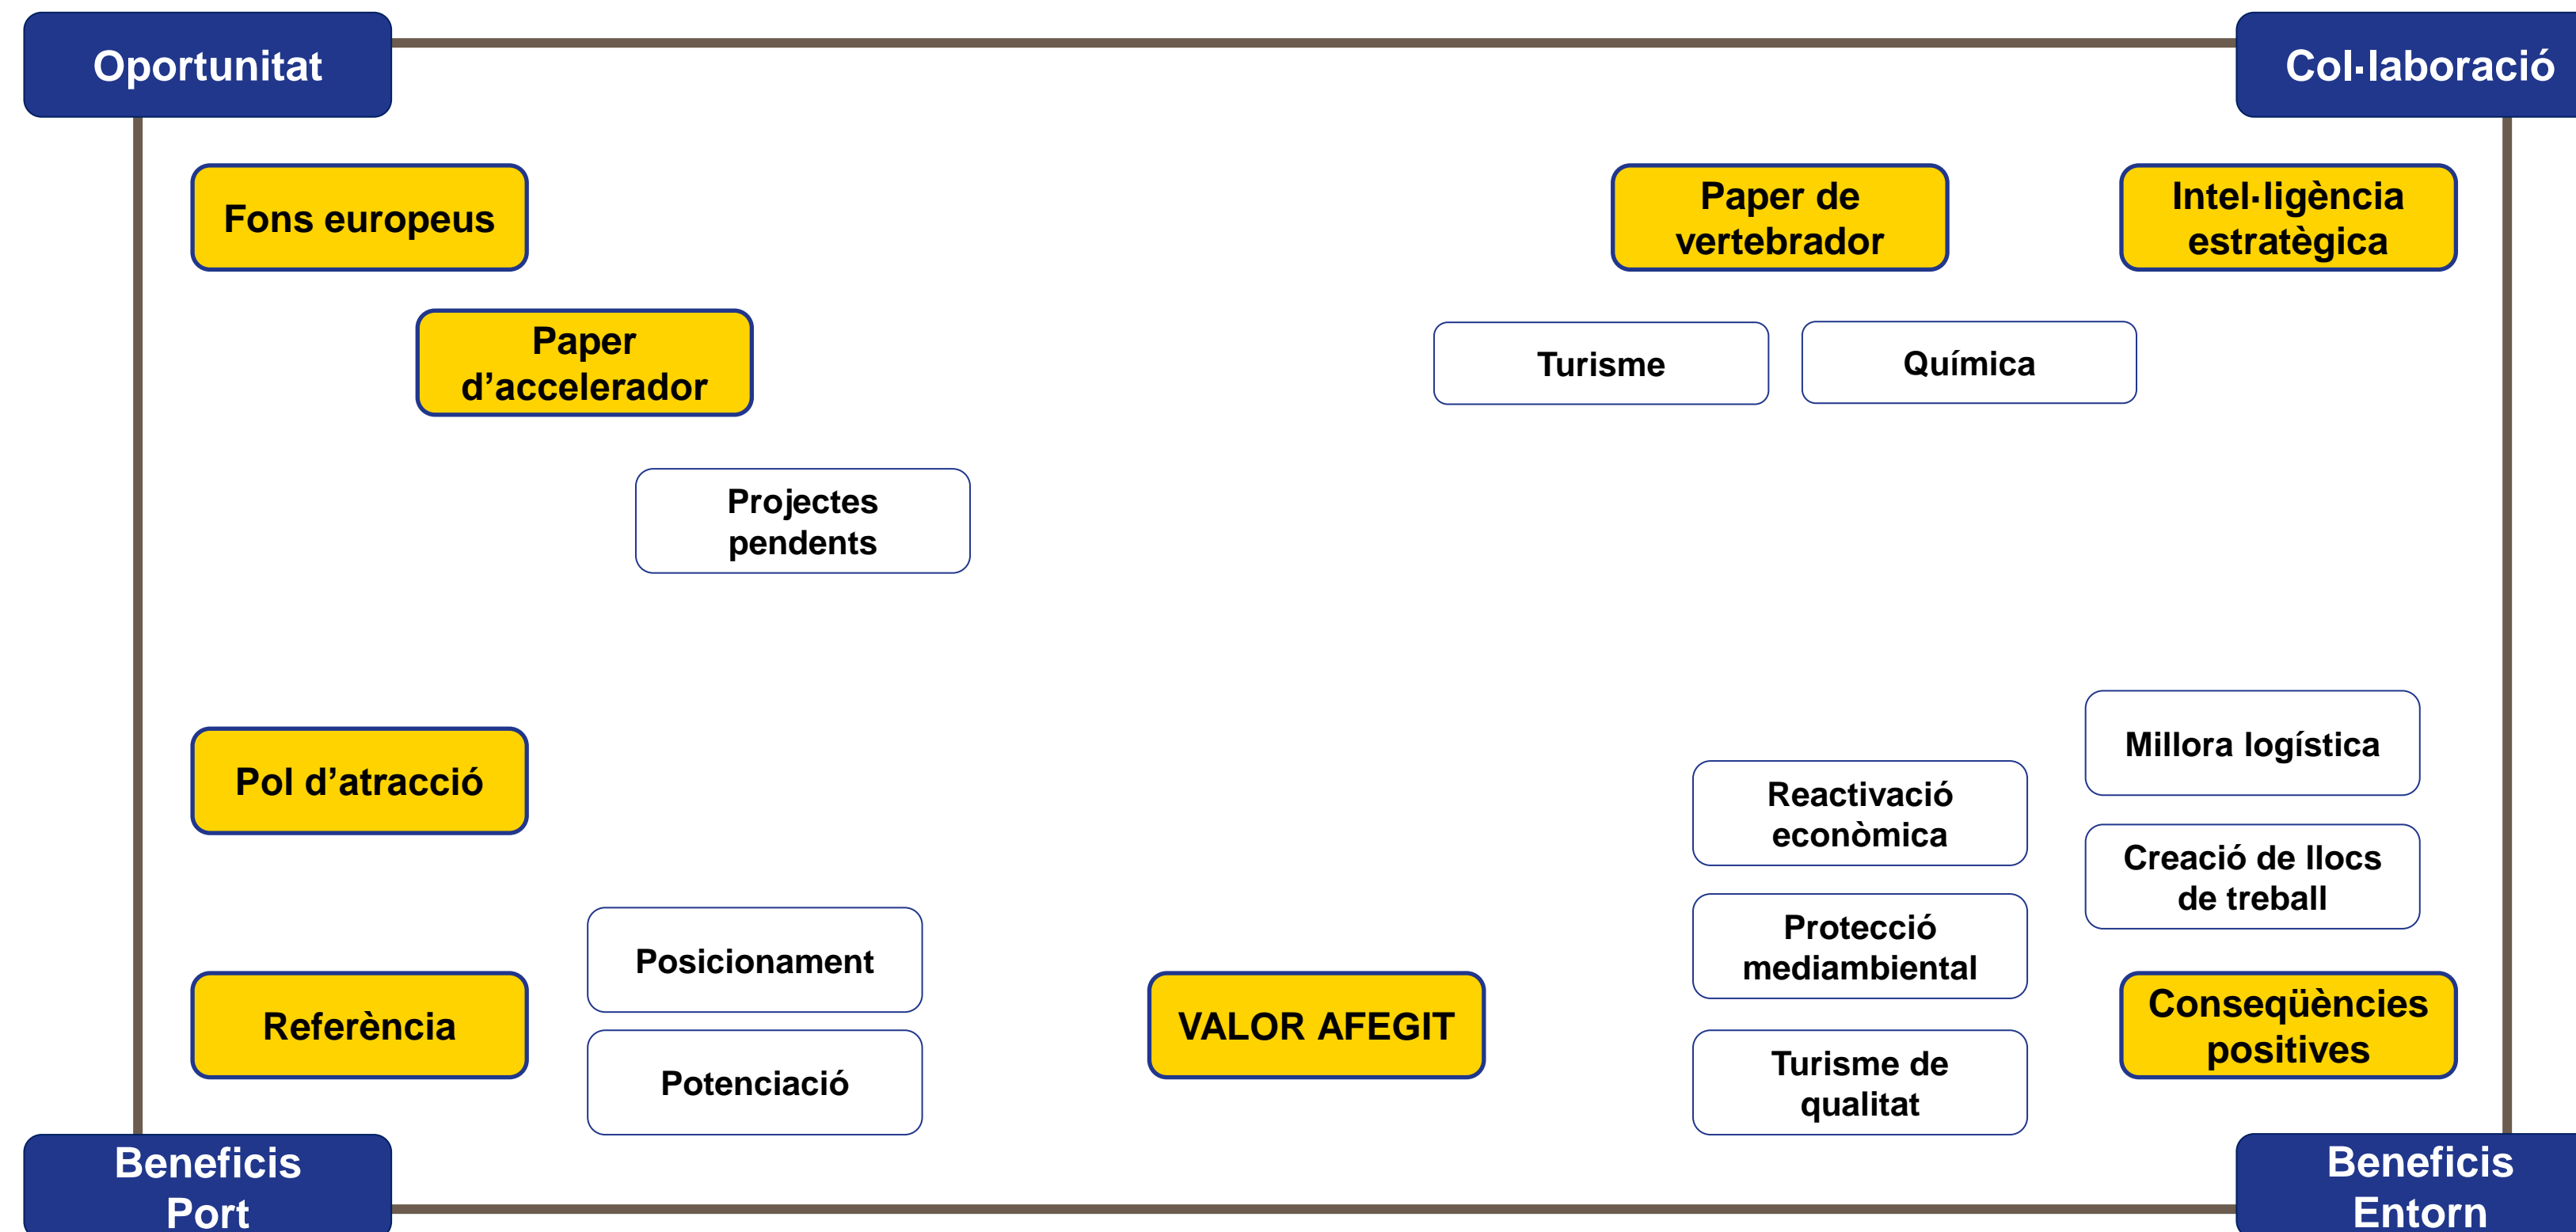 Oportunitat
Col·laboració
Fons europeus
Paper de
vertebrador
Intel·ligència
estratègica
Paper
d’accelerador
Turisme
Química
Projectes
pendents
Pol d’atracció
Millora logística
Reactivació
econòmica
Creació de llocs
de treball
Posicionament
Protecció
mediambiental
Referència
VALOR AFEGIT
Conseqüències
positives
Potenciació
Turisme de
qualitat
Beneficis
Port
Beneficis
Entorn